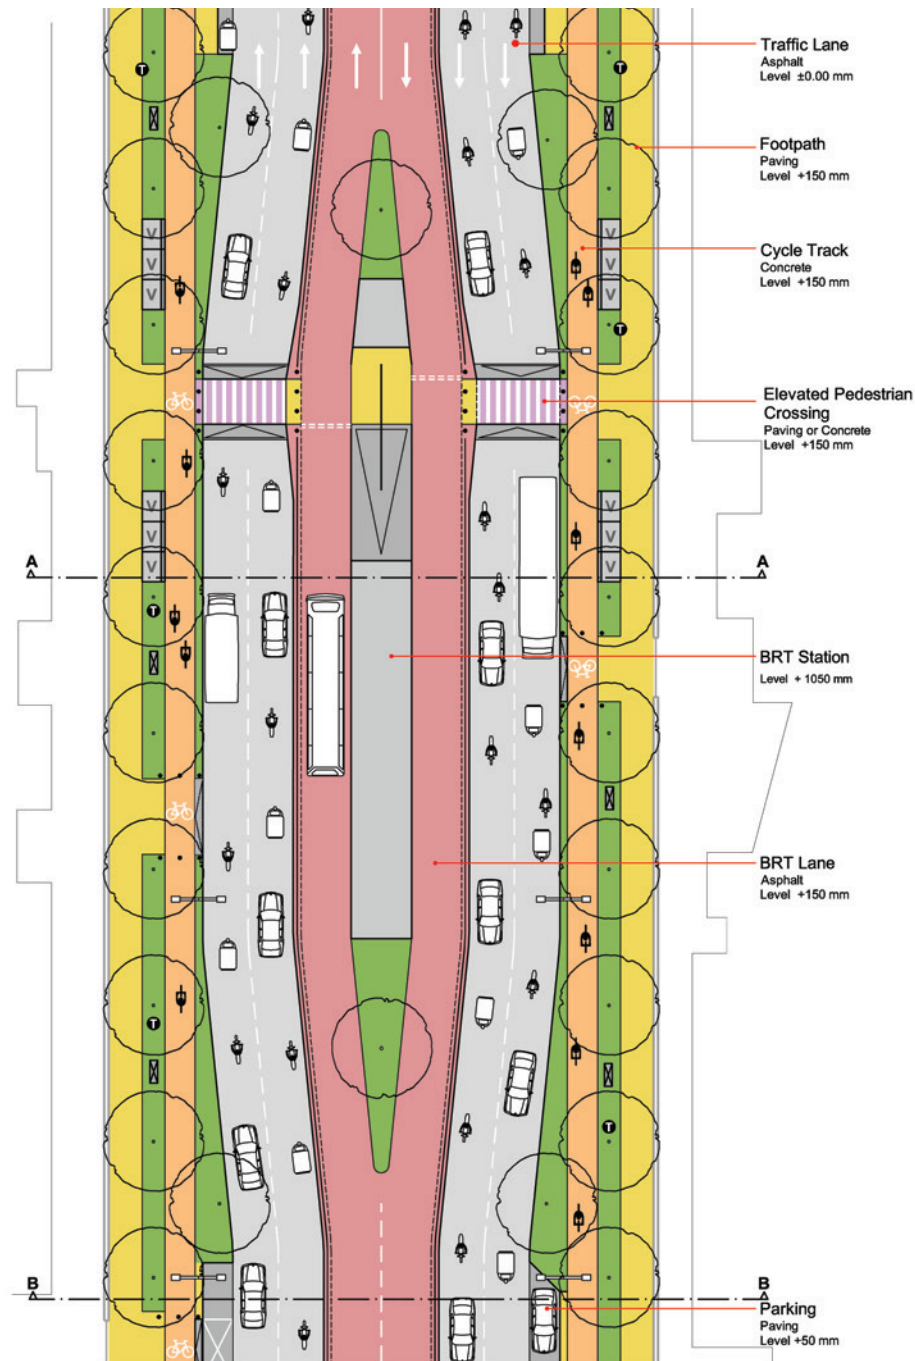 T
T
Traffic Lane
Asphalt
Level ±0.00 mm
Footpath
Paving
Level +150 mm
V
V
V
V
V
V
Cycle Track
Concrete
Level +150 mm
T
Elevated Pedestrian
Crossing
Paving or Concrete
Level +150 mm
V
V
V
V
V
V
A
A
T
BRT Station
Level + 1050 mm
BRT Lane
Asphalt
Level +150 mm
T
T
B
B
Parking
Paving
Level +50 mm